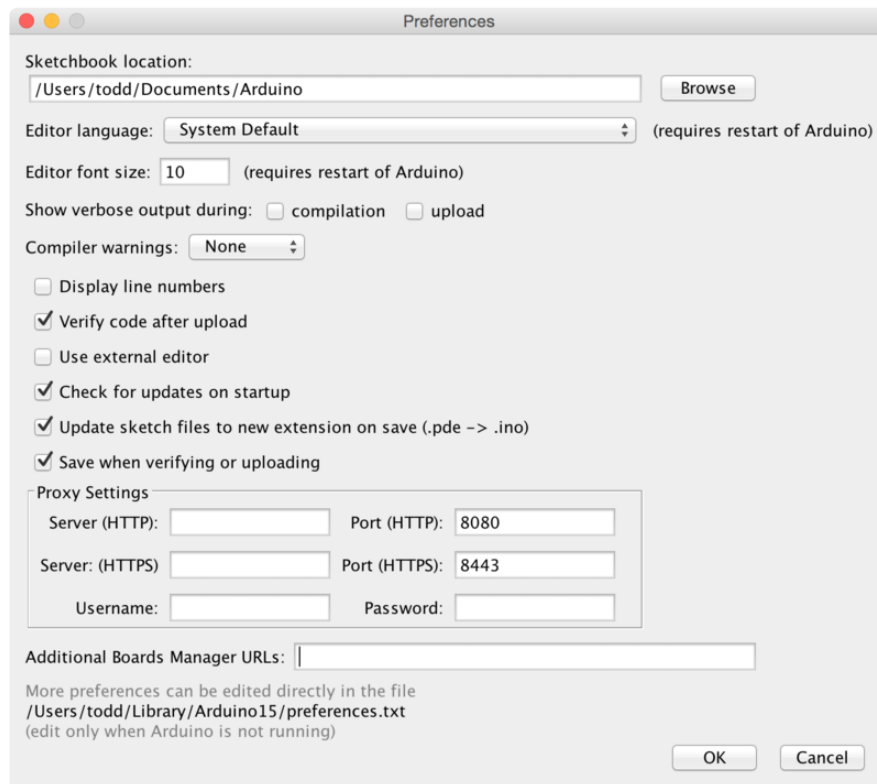 Preferences
Sketchbook location:
/Users/todd/Documents/Arduino Browse
Editor language: System Default (requires restart of Arduino)
Editor font size: 10 (requires restart of Arduino)
Show verbose output during: compilation upload
Compiler warnings: None
Display line numbers
Verify code after upload
Use external editor
Check for updates on startup
Update sketch files to new extension on save (.pde -> .ino)
Save when verifying or uploading
Proxy Settings
Server (HTTP): Port (HTTP): 8080
Server: (HTTPS) Port (HTTPS): 8443
Username: Password:
Additional Boards Manager URLs:
More preferences can be edited directly in the file
/Users/todd/Library/Arduino15/preferences.txt
(edit only when Arduino is not running)
OK Cancel